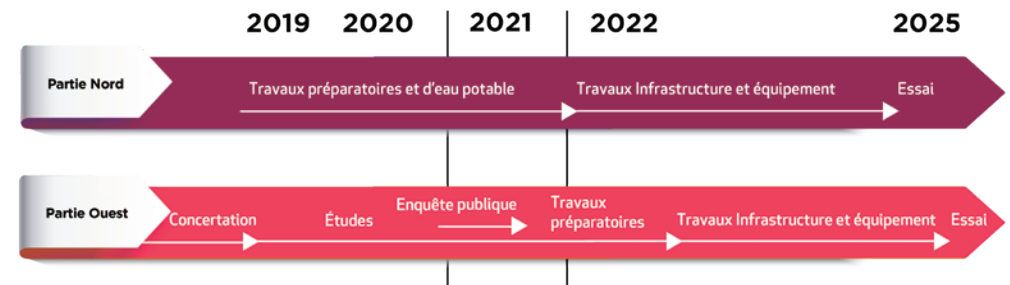 2019 2020 2021 2022 2025
Partie Nord
Travaux préparatoires et d'eau potable
Travaux Infrastructure et équipement
Essai
Partie Ouest
Concertation
Études
Enquête publique
Travaux
préparatoires
Travaux Infrastructure et équipement
Essai